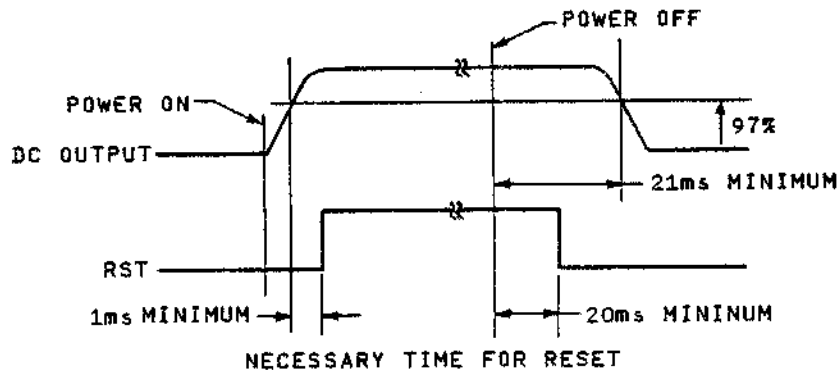 POWER OFF
POWER ON
97%
DC OUTPUT
21ms MINIMUM
RST
1ms MINIMUM
20ms MININUM
NECESSARY TIME FOR RESET